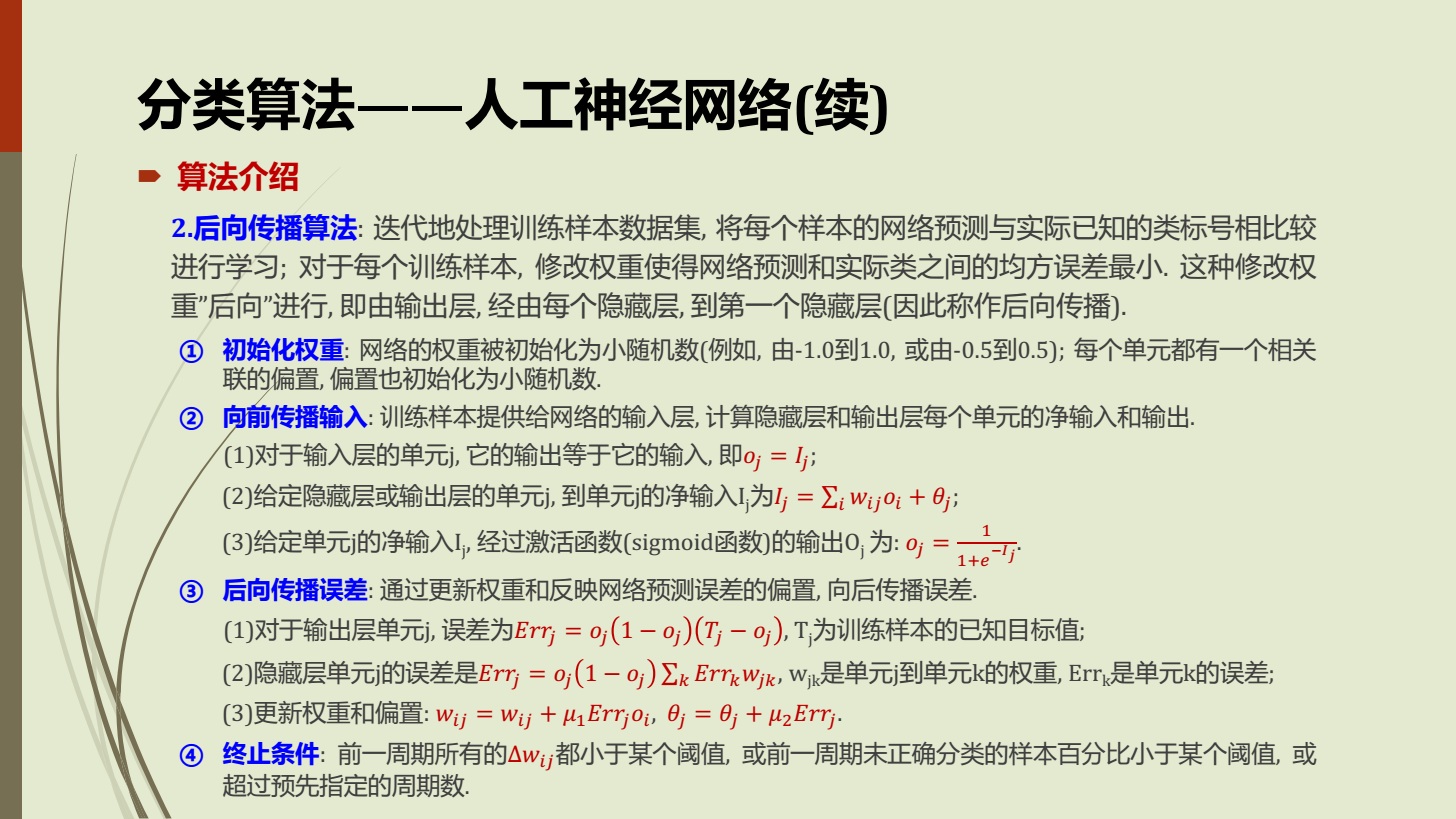 分类算法——人工神经网络(续)
算法介绍
2.后向传播算法: 迭代地处理训练样本数据集, 将每个样本的网络预测与实际已知的类标号相比较
进行学习; 对于每个训练样本, 修改权重使得网络预测和实际类之间的均方误差最小. 这种修改权
重”后向”进行, 即由输出层, 经由每个隐藏层, 到第一个隐藏层(因此称作后向传播).
① 初始化权重: 网络的权重被初始化为小随机数(例如, 由-1.0到1.0, 或由-0.5到0.5); 每个单元都有一个相关
联的偏置, 偏置也初始化为小随机数.
② 向前传播输入: 训练样本提供给网络的输入层, 计算隐藏层和输出层每个单元的净输入和输出.
(1)对于输入层的单元j, 它的输出等于它的输入, 即$o_j = I_j$;
(2)给定隐藏层或输出层的单元j, 到单元j的净输入I$_j$为$I_j = \sum_i w_{ij} o_i + \theta_j$;
(3)给定单元j的净输入I$_j$, 经过激活函数(sigmoid函数)的输出O$_j$ 为: $o_j = \frac{1}{1+e^{-I_j}}$.
③ 后向传播误差: 通过更新权重和反映网络预测误差的偏置, 向后传播误差.
(1)对于输出层单元j, 误差为$Err_j = o_j(1 - o_j)(T_j - o_j)$, T$_j$为训练样本的已知目标值;
(2)隐藏层单元j的误差是$Err_j = o_j(1 - o_j)\sum_k Err_k w_{jk}$, w$_{jk}$是单元j到单元k的权重, Err$_k$是单元k的误差;
(3)更新权重和偏置: $w_{ij} = w_{ij} + \mu_1 Err_j o_i$, $\theta_j = \theta_j + \mu_2 Err_j$.
④ 终止条件: 前一周期所有的$\Delta w_{ij}$都小于某个阈值, 或前一周期未正确分类的样本百分比小于某个阈值, 或
超过预先指定的周期数.